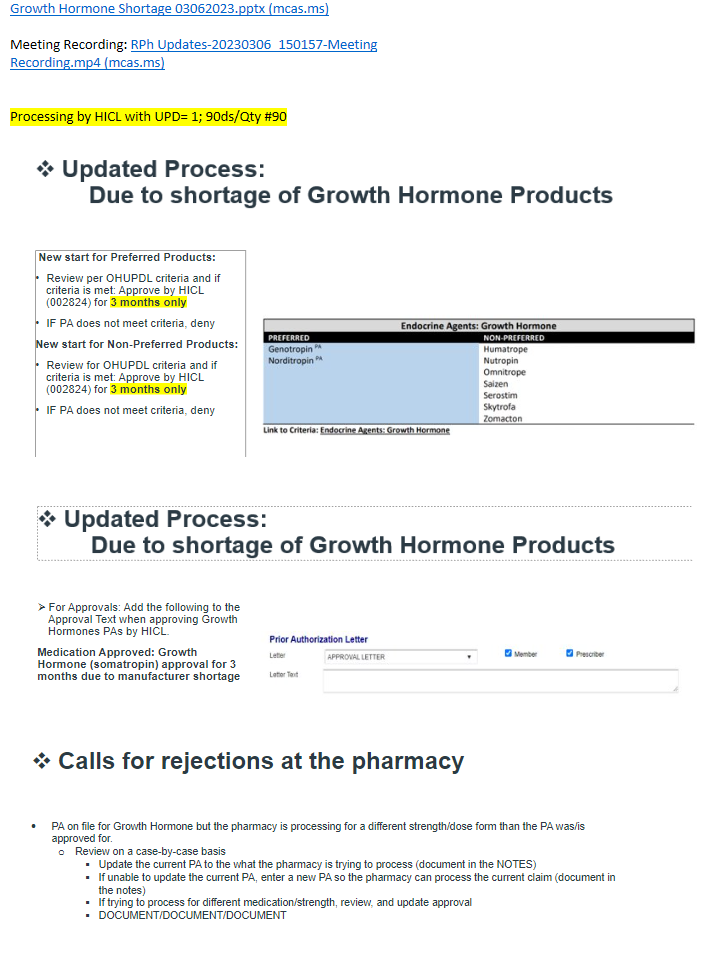 Growth Hormone Shortage 03062023.pptx (mcas.ms)
Meeting Recording: RPh Updates-20230306_150157-Meeting
Recording.mp4 (mcas.ms)
Processing by HICL with UPD= 1; 90ds/Qty #90
❖ Updated Process:
Due to shortage of Growth Hormone Products
New start for Preferred Products:
• Review per OHUPDL criteria and if
criteria is met: Approve by HICL
(002824) for 3 months only
• IF PA does not meet criteria, deny
New start for Non-Preferred Products:
• Review for OHUPDL criteria and if
criteria is met: Approve by HICL
(002824) for 3 months only
• IF PA does not meet criteria, deny
Endocrine Agents: Growth Hormone
PREFERRED NON-PREFERRED
Genotropin PA Humatrope
Norditropin PA Nutropin
Omnitrope
Saizen
Serostim
Skytrofa
Zomacton
Link to Criteria: Endocrine Agents: Growth Hormone
❖ Updated Process:
Due to shortage of Growth Hormone Products
➢ For Approvals: Add the following to the
Approval Text when approving Growth
Hormones PAs by HICL.
Medication Approved: Growth
Hormone (somatropin) approval for 3
months due to manufacturer shortage
Prior Authorization Letter
Letter APPROVAL LETTER Member Prescriber
Letter Text
❖ Calls for rejections at the pharmacy
• PA on file for Growth Hormone but the pharmacy is processing for a different strength/dose form than the PA was/is
approved for.
o Review on a case-by-case basis
▪ Update the current PA to the what the pharmacy is trying to process (document in the NOTES)
▪ If unable to update the current PA, enter a new PA so the pharmacy can process the current claim (document in
the notes)
▪ If trying to process for different medication/strength, review, and update approval
▪ DOCUMENT/DOCUMENT/DOCUMENT